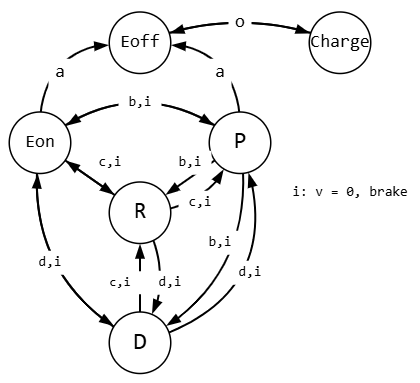 o
Eoff
Charge
a
a
b,i
Eon
P
c,i
b,i
i: v = 0, brake
R
c,i
b,i
d,i
d,i
c,i
d,i
D